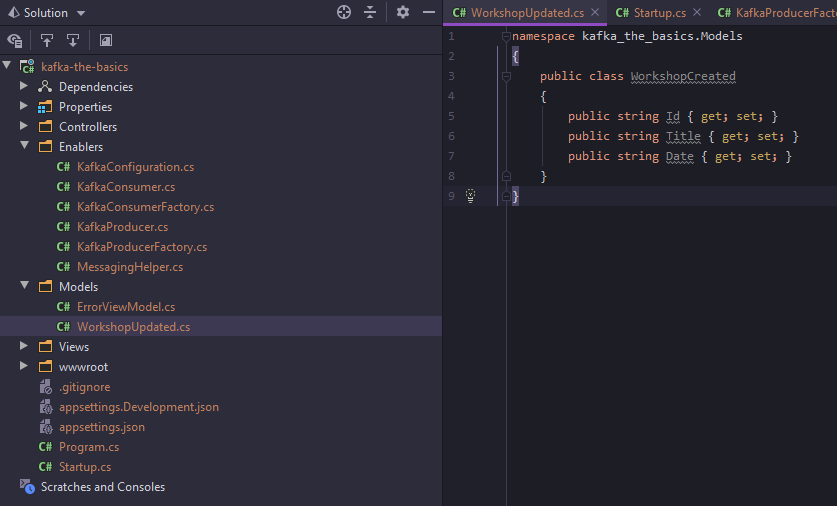 Solution
WorkshopUpdated.cs
Startup.cs
KafkaProducerFacto
kafka-the-basics
Dependencies
Properties
Controllers
Enablers
C# KafkaConfiguration.cs
C# KafkaConsumer.cs
C# KafkaConsumerFactory.cs
C# KafkaProducer.cs
C# KafkaProducerFactory.cs
C# MessagingHelper.cs
Models
C# ErrorViewModel.cs
C# WorkshopUpdated.cs
Views
wwwroot
.gitignore
appsettings.Development.json
appsettings.json
C# Program.cs
C# Startup.cs
Scratches and Consoles
1 namespace kafka_the_basics.Models
2 {
3 public class WorkshopCreated
4 {
5 public string Id { get; set; }
6 public string Title { get; set; }
7 public string Date { get; set; }
8 }
9 }